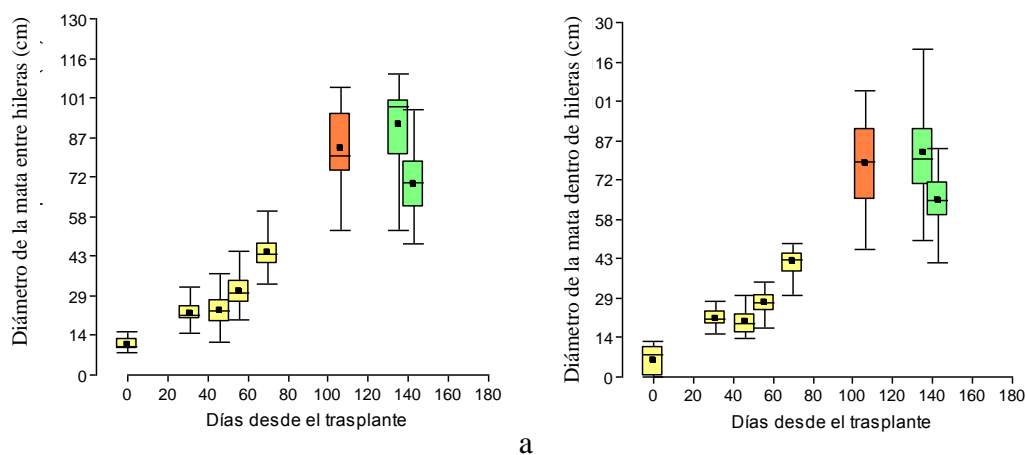 Diámetro de la mata entre hileras (cm)
130
116
101
87
72
58
43
29
14
0
0 20 40 60 80 100 120 140 160 180
Días desde el trasplante
Diámetro de la mata dentro de hileras (cm)
30
16
01
87
72
58
43
29
14
0
0 20 40 60 80 100 120 140 160 180
Días desde el trasplante
a